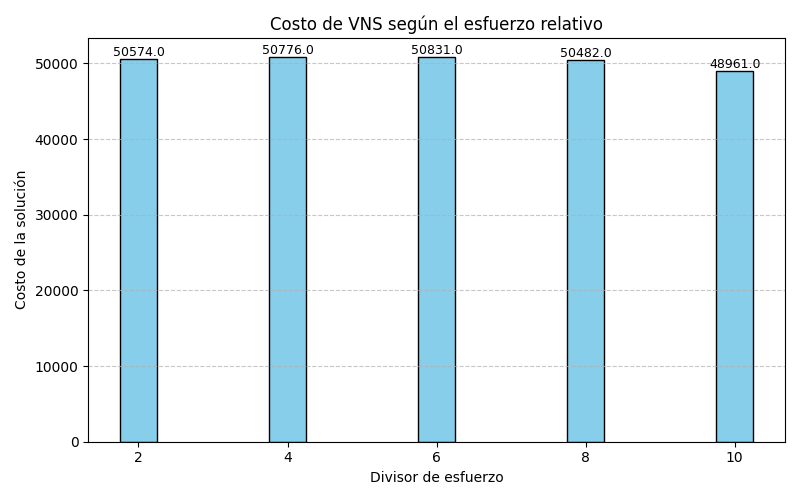 Costo de VNS según el esfuerzo relativo
50574.0
50776.0
50831.0
50482.0
48961.0
50000
40000
30000
20000
10000
0
Costo de la solución
2 4 6 8 10
Divisor de esfuerzo